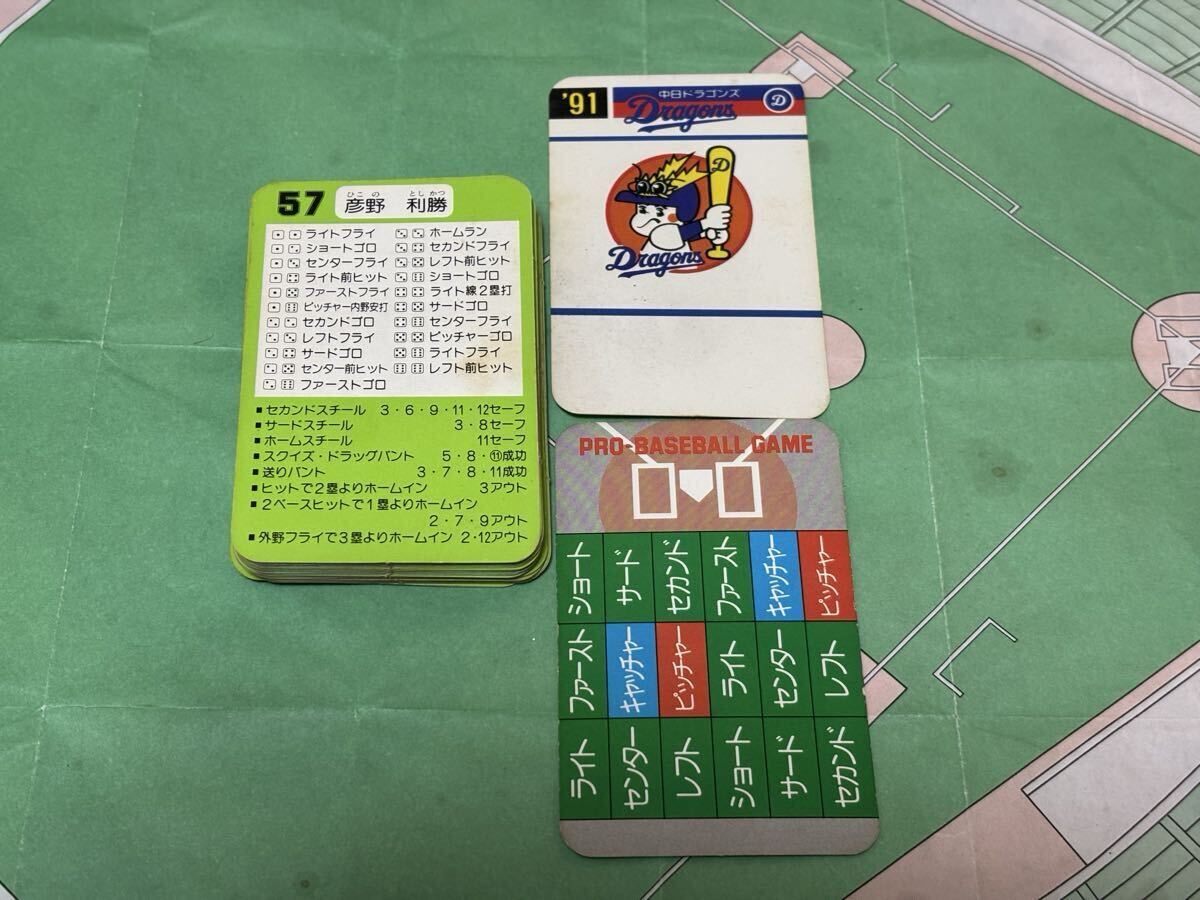 57 彦野 利勝
ひこの としかつ
ライトフライ ホームラン
ショートゴロ セカンドフライ
センターフライ レフト前ヒット
ライト前ヒット ショートゴロ
ファーストフライ ライト線2塁打
ピッチャー内野安打 サードゴロ
セカンドゴロ センターフライ
レフトフライ ピッチャーゴロ
サードゴロ ライトフライ
センター前ヒット レフト前ヒット
ファーストゴロ
■セカンドスチール 3・6・9・11・12セーフ
■サードスチール 3・8セーフ
■ホームスチール 11セーフ
■スクイズ・ドラッグバント 5・8・⑪成功
■送りバント 3・7・8・11成功
■ヒットで2塁よりホームイン 3アウト
■2ベースヒットで1塁よりホームイン
2・7・9アウト
■外野フライで3塁よりホームイン 2・12アウト
'91 中日ドラゴンズ D
Dragons
D
Dragons
PRO-BASEBALL GAME
ショート サード セカンド ファースト キャッチャー ピッチャー
ファースト キャッチャー ピッチャー ライト センター レフト
ライト センター レフト ショート サード セカンド